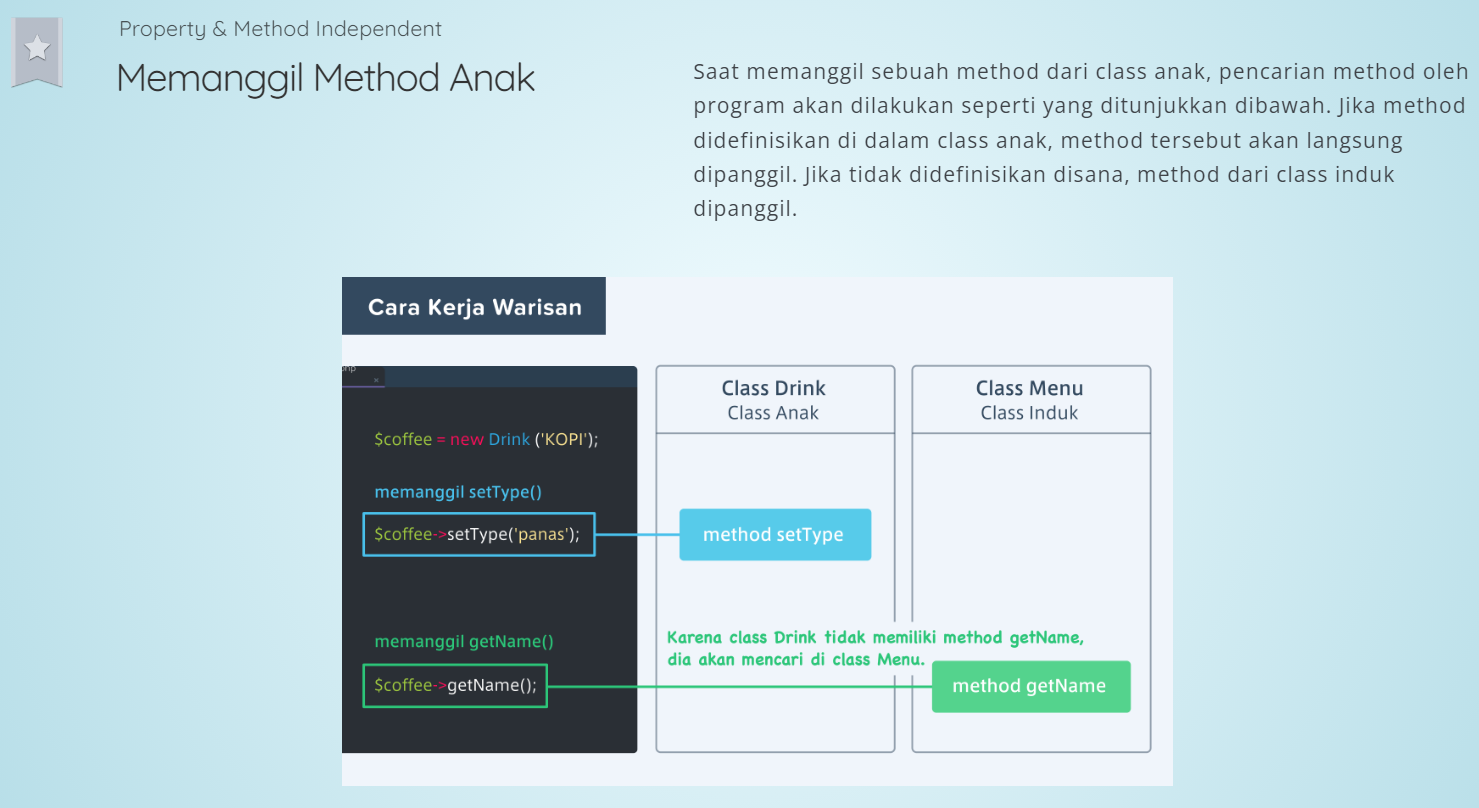 Property & Method Independent
Memanggil Method Anak
Saat memanggil sebuah method dari class anak, pencarian method oleh
program akan dilakukan seperti yang ditunjukkan dibawah. Jika method
didefinisikan di dalam class anak, method tersebut akan langsung
dipanggil. Jika tidak didefinisikan disana, method dari class induk
dipanggil.
Cara Kerja Warisan
$coffee = new Drink ('KOPI');
memanggil setType()
$coffee->setType('panas');
memanggil getName()
$coffee->getName();
Class Drink
Class Anak
method setType
Class Menu
Class Induk
Karena class Drink tidak memiliki method getName,
dia akan mencari di class Menu.
method getName